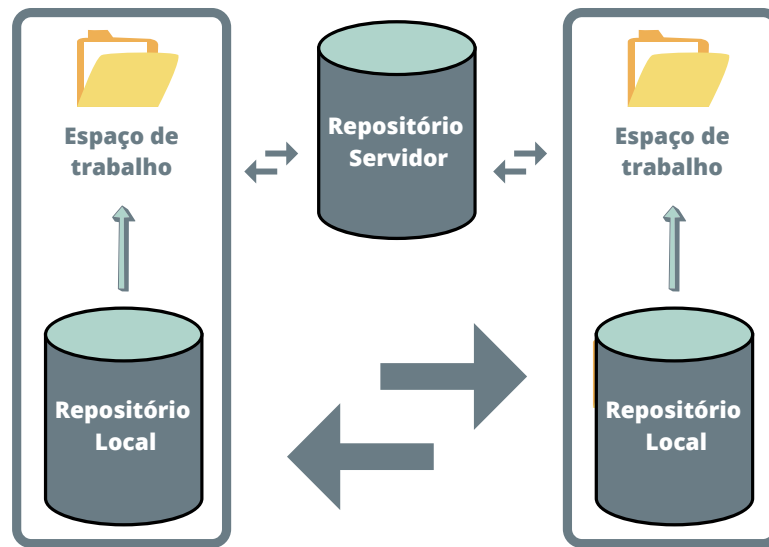 Espaço de
trabalho
Repositório
Servidor
Espaço de
trabalho
Repositório
Local
Repositório
Local